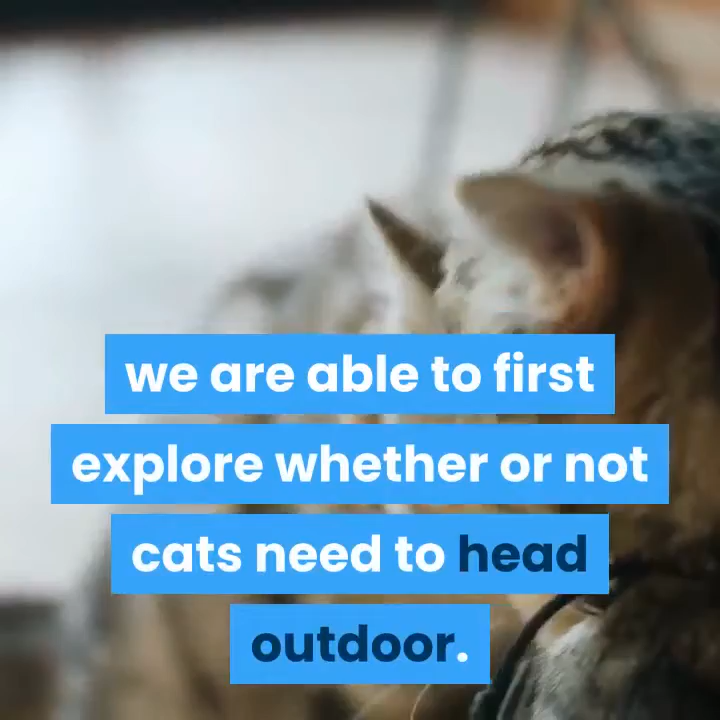 we are able to first
explore whether or not
cats need to head
outdoor.